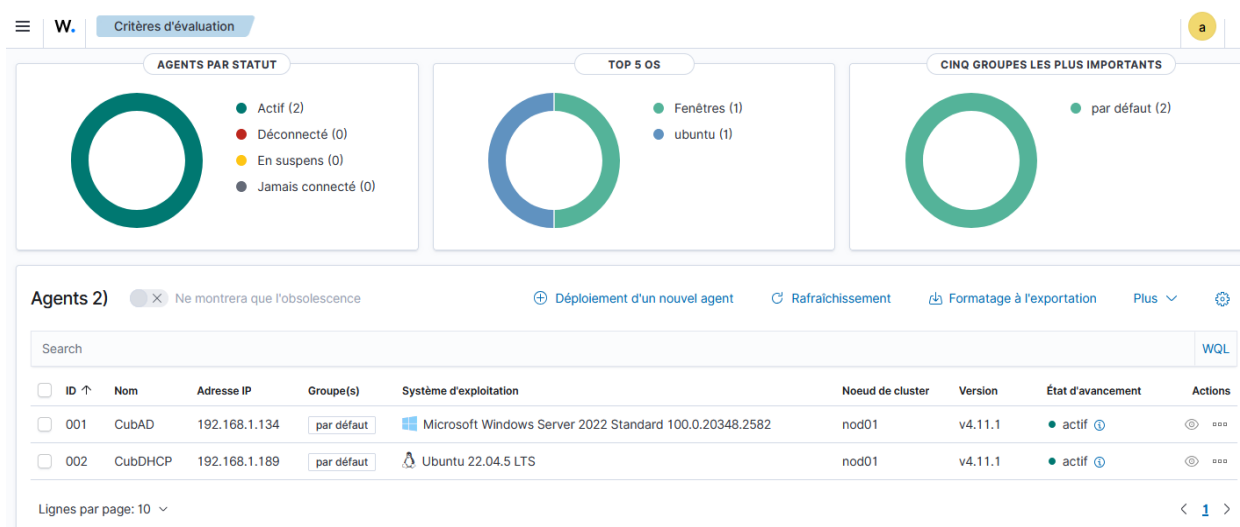 W. Critères d'évaluation a
AGENTS PAR STATUT
Actif (2)
Déconnecté (0)
En suspens (0)
Jamais connecté (0)
TOP 5 OS
Fenêtres (1)
ubuntu (1)
CINQ GROUPES LES PLUS IMPORTANTS
par défaut (2)
Agents 2) Ne montrera que l'obsolescence Déploiement d'un nouvel agent Rafraîchissement Formatage à l'exportation Plus
Search WQL
ID Nom Adresse IP Groupe(s) Système d'exploitation Noeud de cluster Version État d'avancement Actions
001 CubAD 192.168.1.134 par défaut Microsoft Windows Server 2022 Standard 100.0.20348.2582 nod01 v4.11.1 actif
002 CubDHCP 192.168.1.189 par défaut Ubuntu 22.04.5 LTS nod01 v4.11.1 actif
Lignes par page: 10 < 1 >